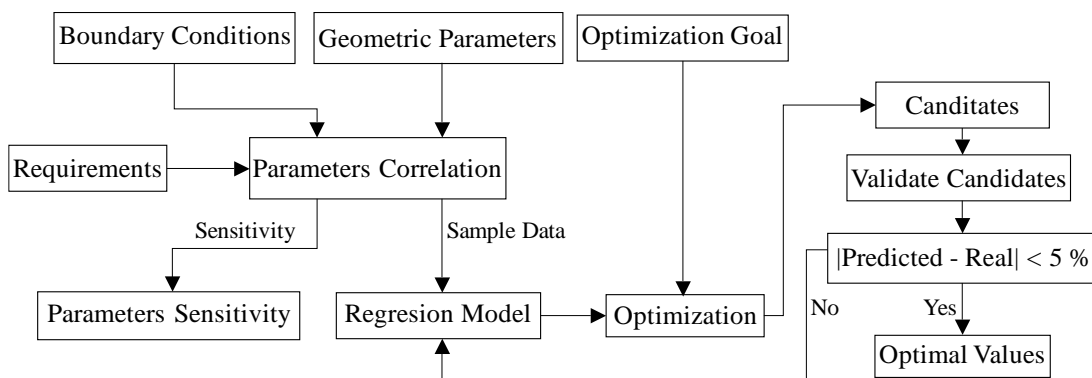 Boundary Conditions
Geometric Parameters
Optimization Goal
Canditates
Requirements
Parameters Correlation
Validate Candidates
Sensitivity
Sample Data
|Predicted - Real| < 5 %
Parameters Sensitivity
Regresion Model
Optimization
No
Yes
Optimal Values